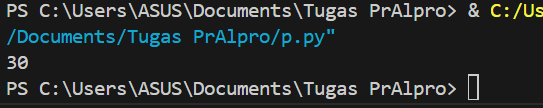 PS C:\Users\ASUS\Documents\Tugas PrAlpro> & C:/Us
/Documents/Tugas PrAlpro/p.py"
30
PS C:\Users\ASUS\Documents\Tugas PrAlpro>